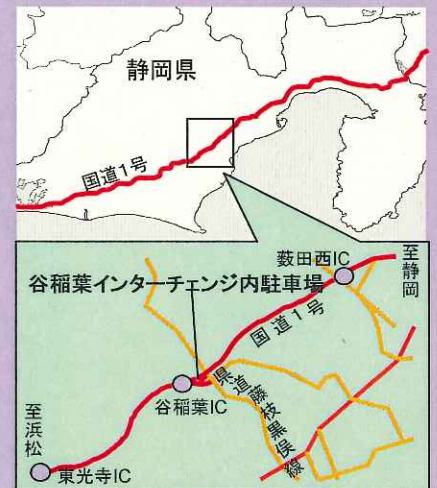 静岡県
国道1号
薮田西IC
至静岡
谷稲葉インターチェンジ内駐車場
国道1号
谷稲葉IC
県道藤枝黒俣線
至浜松
東光寺IC